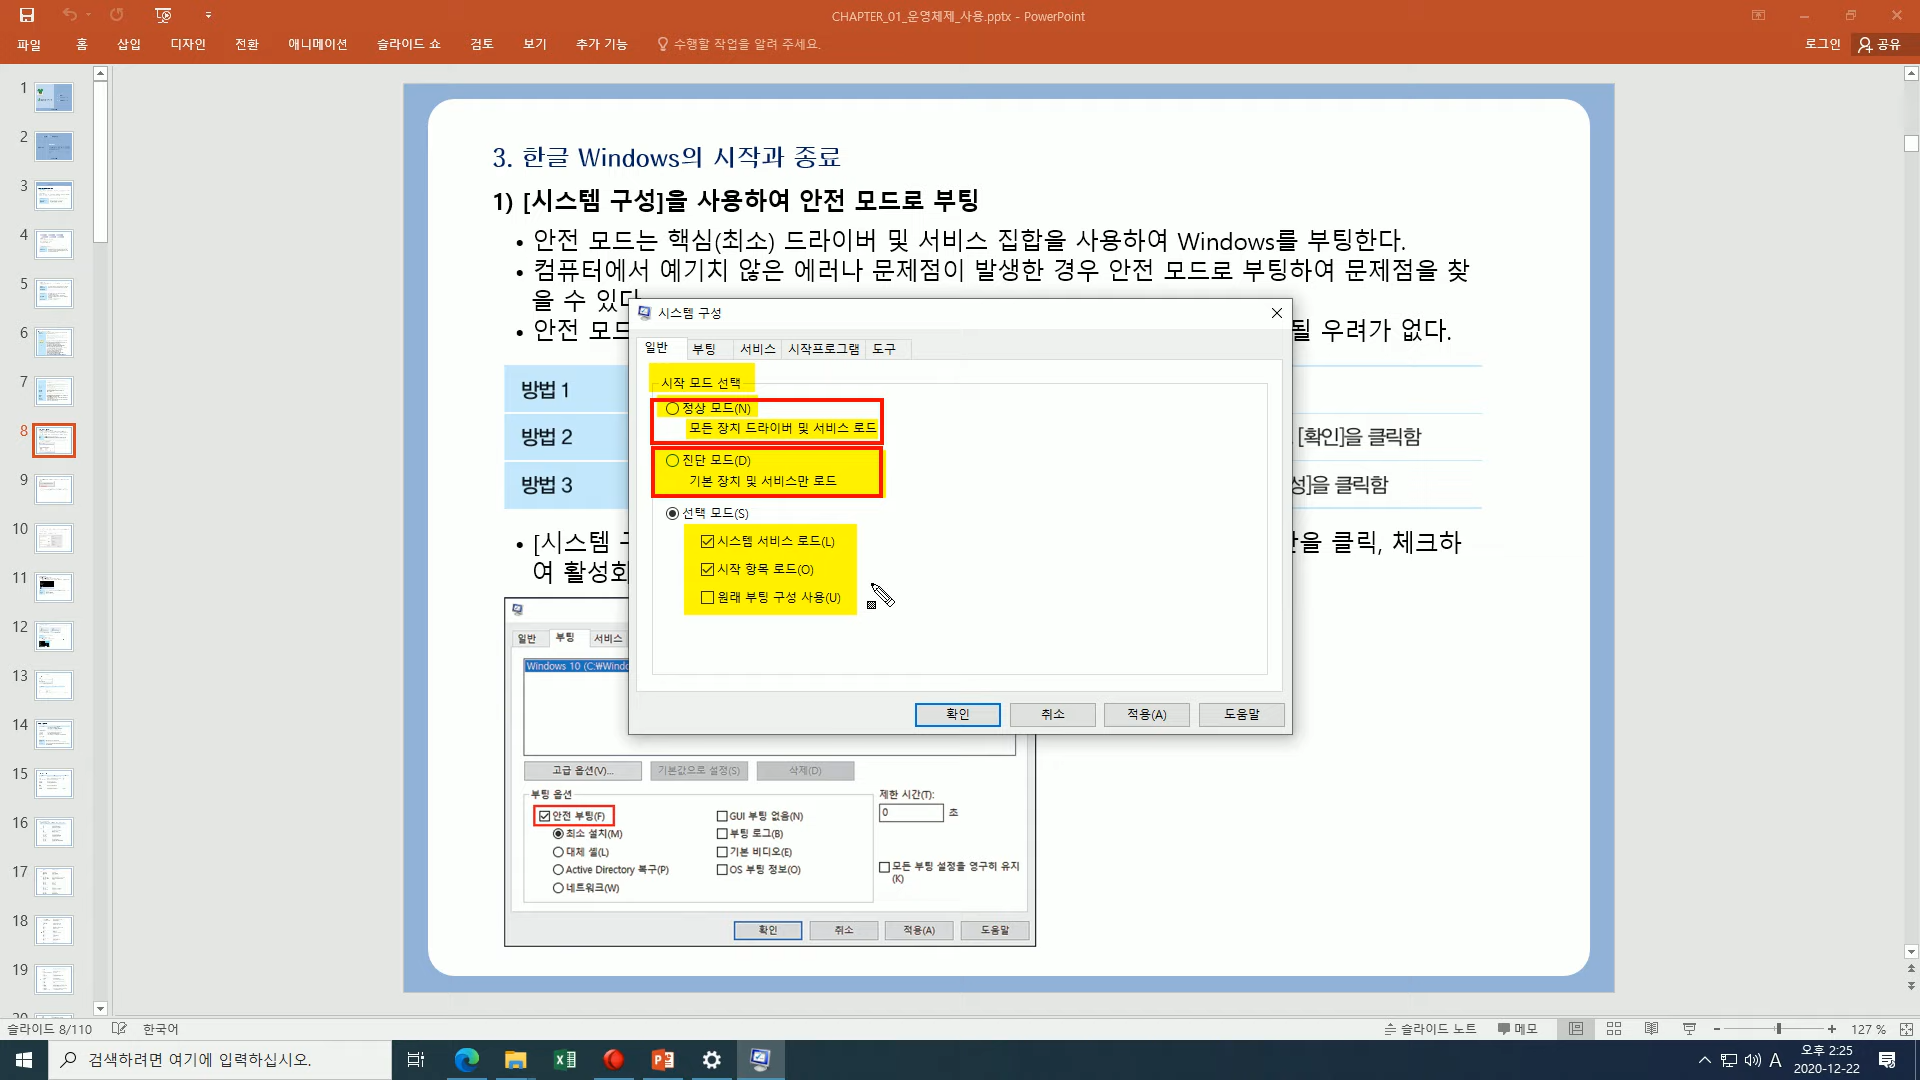 CHAPTER_01_운영체제_사용.pptx - PowerPoint
파일 홈 삽입 디자인 전환 애니메이션 슬라이드 쇼 검토 보기 추가 기능 수행할 작업을 알려 주세요. 로그인 공유
1
2
3
4
5
6
7
8
9
10
11
12
13
14
15
16
17
18
19
3. 한글 Windows의 시작과 종료
1) [시스템 구성]을 사용하여 안전 모드로 부팅
• 안전 모드는 핵심(최소) 드라이버 및 서비스 집합을 사용하여 Windows를 부팅한다.
• 컴퓨터에서 예기치 않은 에러나 문제점이 발생한 경우 안전 모드로 부팅하여 문제점을 찾
을 수 있다
• 안전 모드 될 우려가 없다.
방법 1
방법 2 [확인]을 클릭함
방법 3 성]을 클릭함
• [시스템 을 클릭, 체크하
여 활성화
시스템 구성
일반 부팅 서비스 시작프로그램 도구
시작 모드 선택
정상 모드(N)
모든 장치 드라이버 및 서비스 로드
진단 모드(D)
기본 장치 및 서비스만 로드
선택 모드(S)
시스템 서비스 로드(L)
시작 항목 로드(O)
원래 부팅 구성 사용(U)
확인 취소 적용(A) 도움말
일반 부팅 서비스
Windows 10 (C:₩Windo
고급 옵션(V)... 기본값으로 설정(S) 삭제(D)
부팅 옵션 제한 시간(T):
안전 부팅(F) GUI 부팅 없음(N) 0 초
최소 설치(M) 부팅 로그(B)
대체 셸(L) 기본 비디오(E)
Active Directory 복구(P) OS 부팅 정보(O) 모든 부팅 설정을 영구히 유지
네트워크(W) (K)
확인 취소 적용(A) 도움말
슬라이드 8/110 한국어 슬라이드 노트 메모 127 %
검색하려면 여기에 입력하십시오. A 오후 2:25
2020-12-22